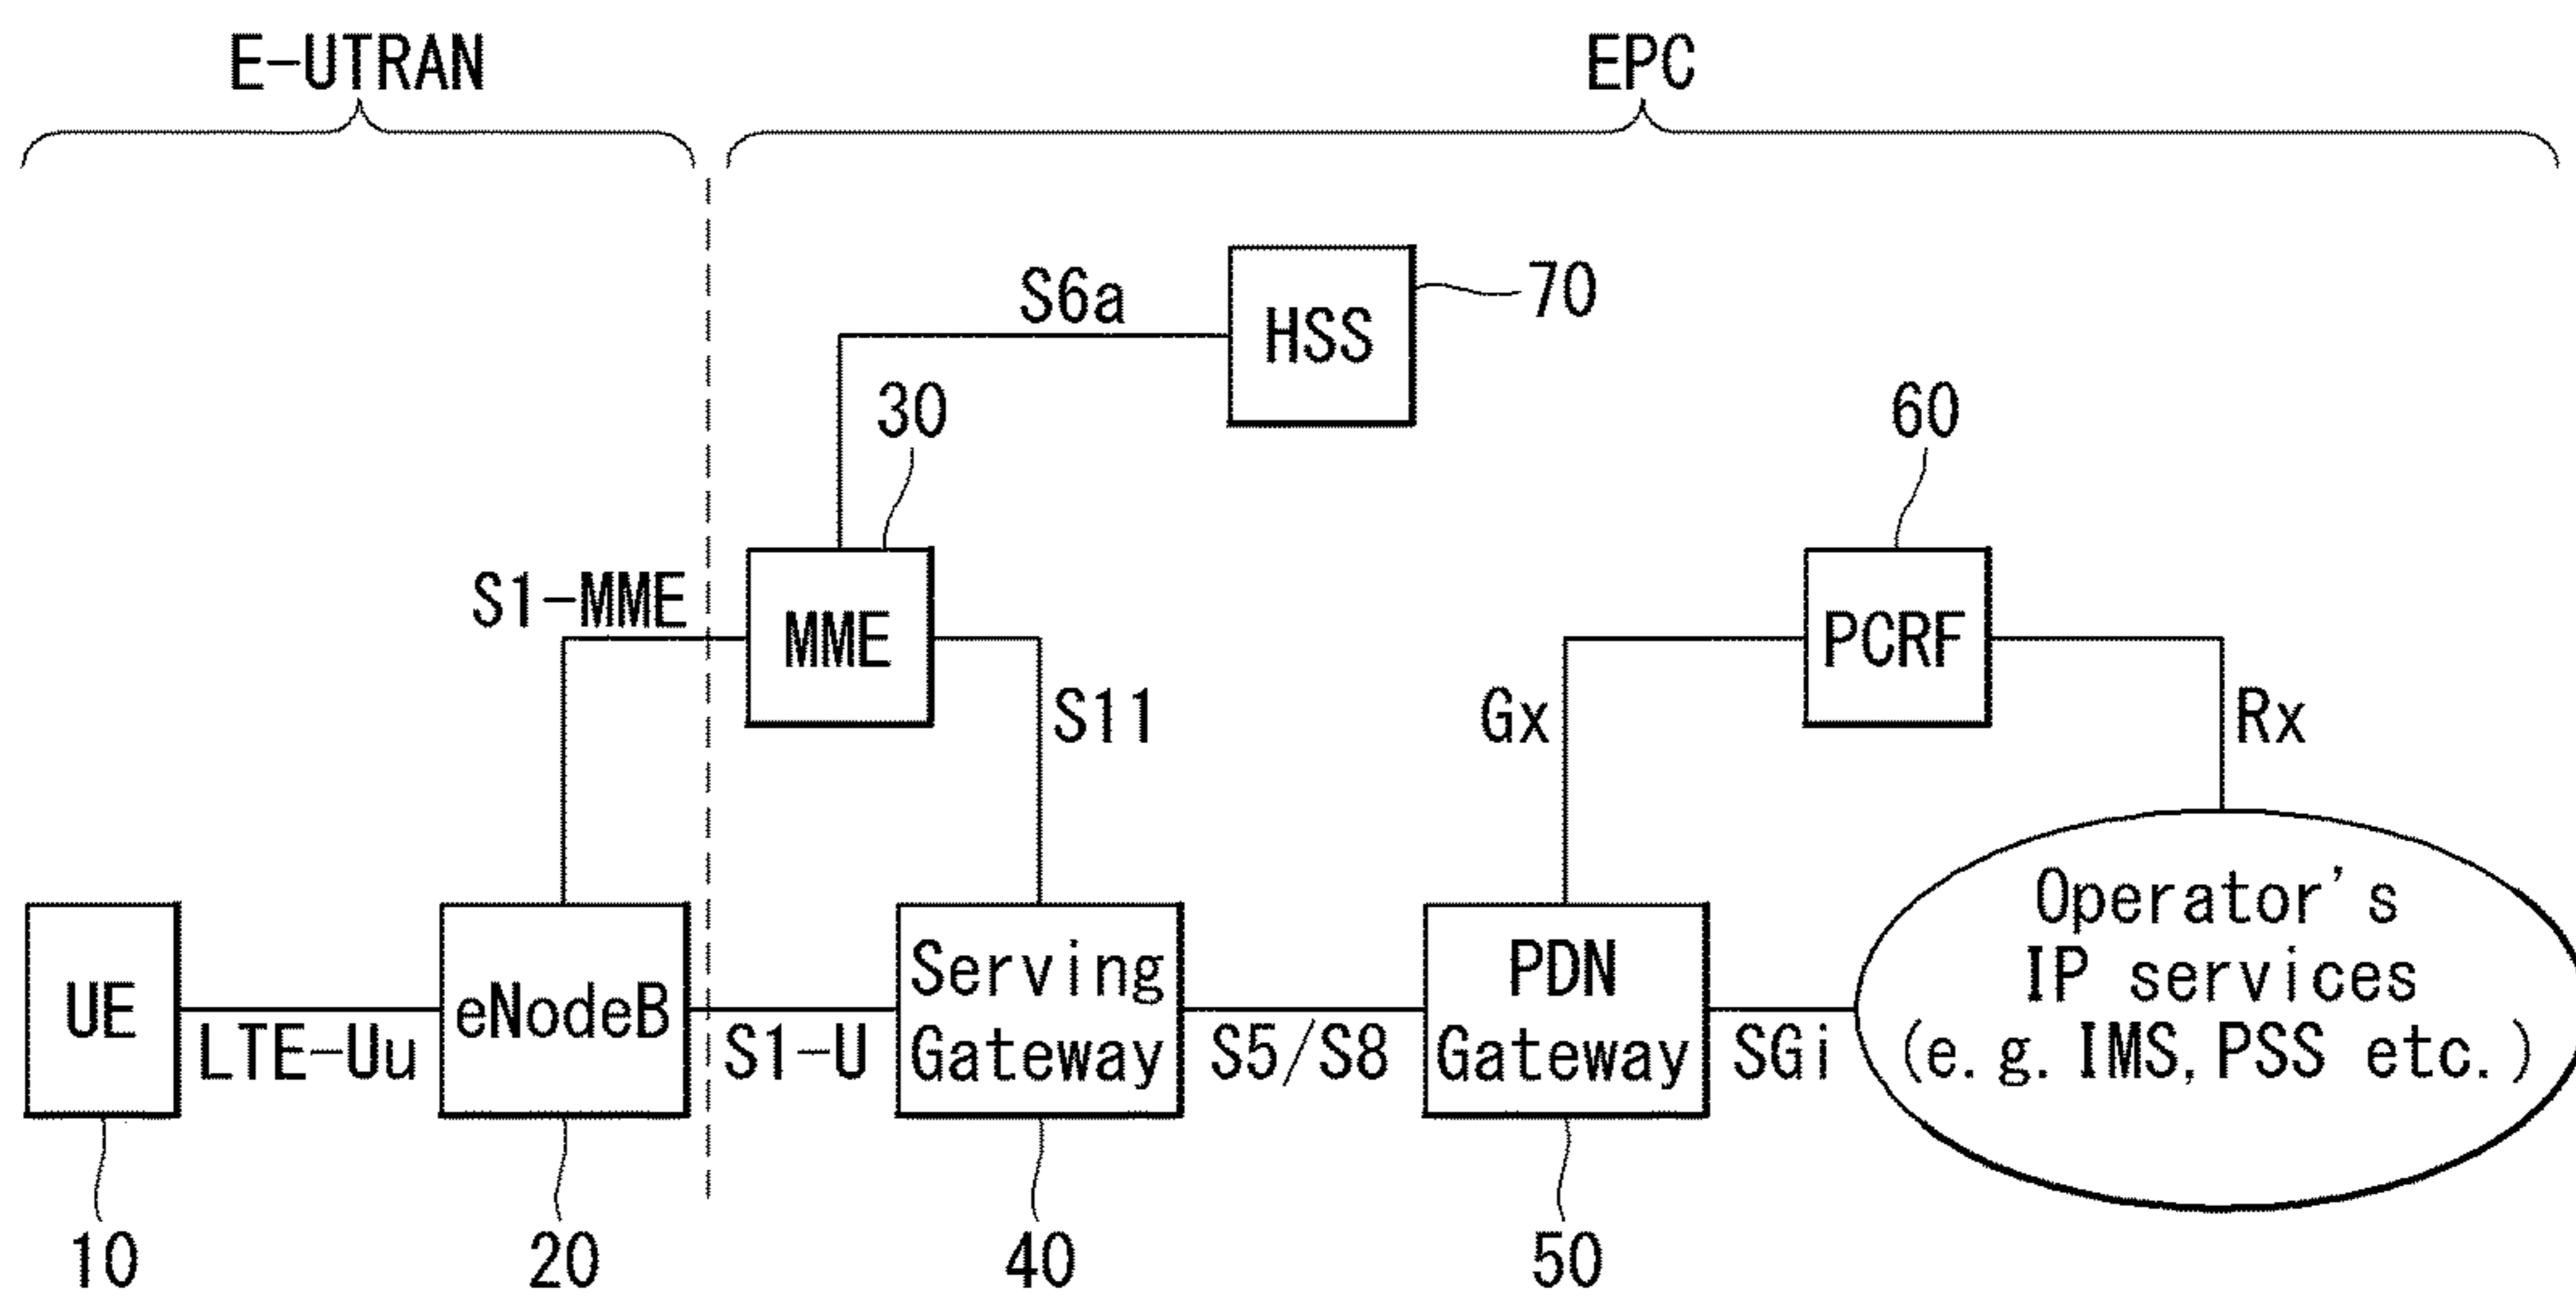 E-UTRAN
EPC
S6a
HSS
70
30
60
S1-MME
MME
PCRF
S11
Gx
Rx
UE
LTE-Uu
eNodeB
S1-U
Serving
Gateway
S5/S8
PDN
Gateway
SGi
Operator's
IP services
(e.g. IMS, PSS etc.)
10
20
40
50